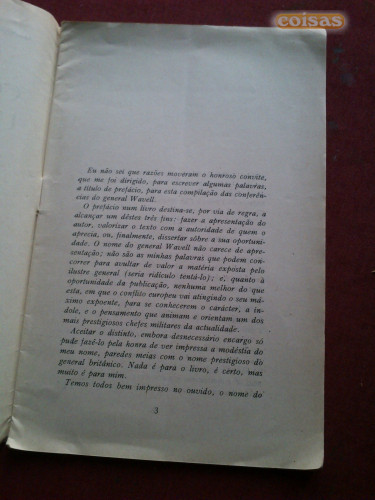 coisas
Eu não sei que razões moveram o honroso convite,
que me foi dirigido, para escrever algumas palavras,
a título de prefácio, para esta compilação das conferên-
cias do general Wavell.
O prefácio num livro destina-se, por via de regra, a
alcançar um dêstes três fins: fazer a apresentação do
autor, valorizar o texto com a autoridade de quem o
aprecia, ou, finalmente, dissertar sôbre a sua oportuni-
dade. O nome do general Wavell não carece de apre-
sentação; não são as minhas palavras que podem con-
correr para avultar de valor a matéria exposta pelo
ilustre general (seria ridículo tentá-lo); e, quanto à
oportunidade da publicação, nenhuma melhor do que
esta, em que o conflito europeu vai atingindo o seu má-
ximo expoente, para se conhecerem o carácter, a ín-
dole, e o pensamento que animam e orientam um dos
mais prestigiosos chefes militares da actualidade.
Aceitar o distinto, embora desnecessário encargo só
pude fazê-lo pela honra de ver impressa a modéstia do
meu nome, paredes meias com o nome prestigioso do
general británico. Nada é para o livro, é certo, mas
muito é para mim.
Temos todos bem impresso no ouvido, o nome do
3